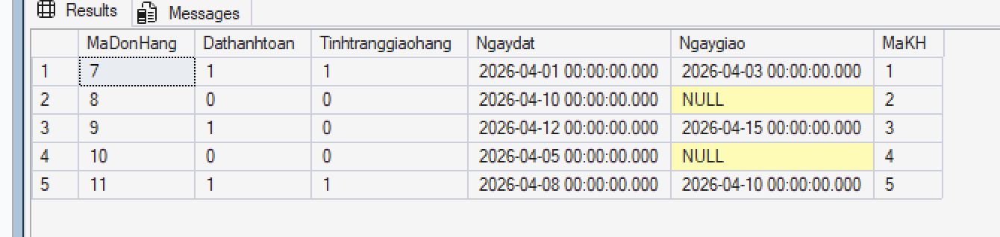 Results Messages
MaDonHang Dathanhtoan Tinhtranggiaohang Ngaydat Ngaygiao MaKH
1 7 1 1 2026-04-01 00:00:00.000 2026-04-03 00:00:00.000 1
2 8 0 0 2026-04-10 00:00:00.000 NULL 2
3 9 1 0 2026-04-12 00:00:00.000 2026-04-15 00:00:00.000 3
4 10 0 0 2026-04-05 00:00:00.000 NULL 4
5 11 1 1 2026-04-08 00:00:00.000 2026-04-10 00:00:00.000 5